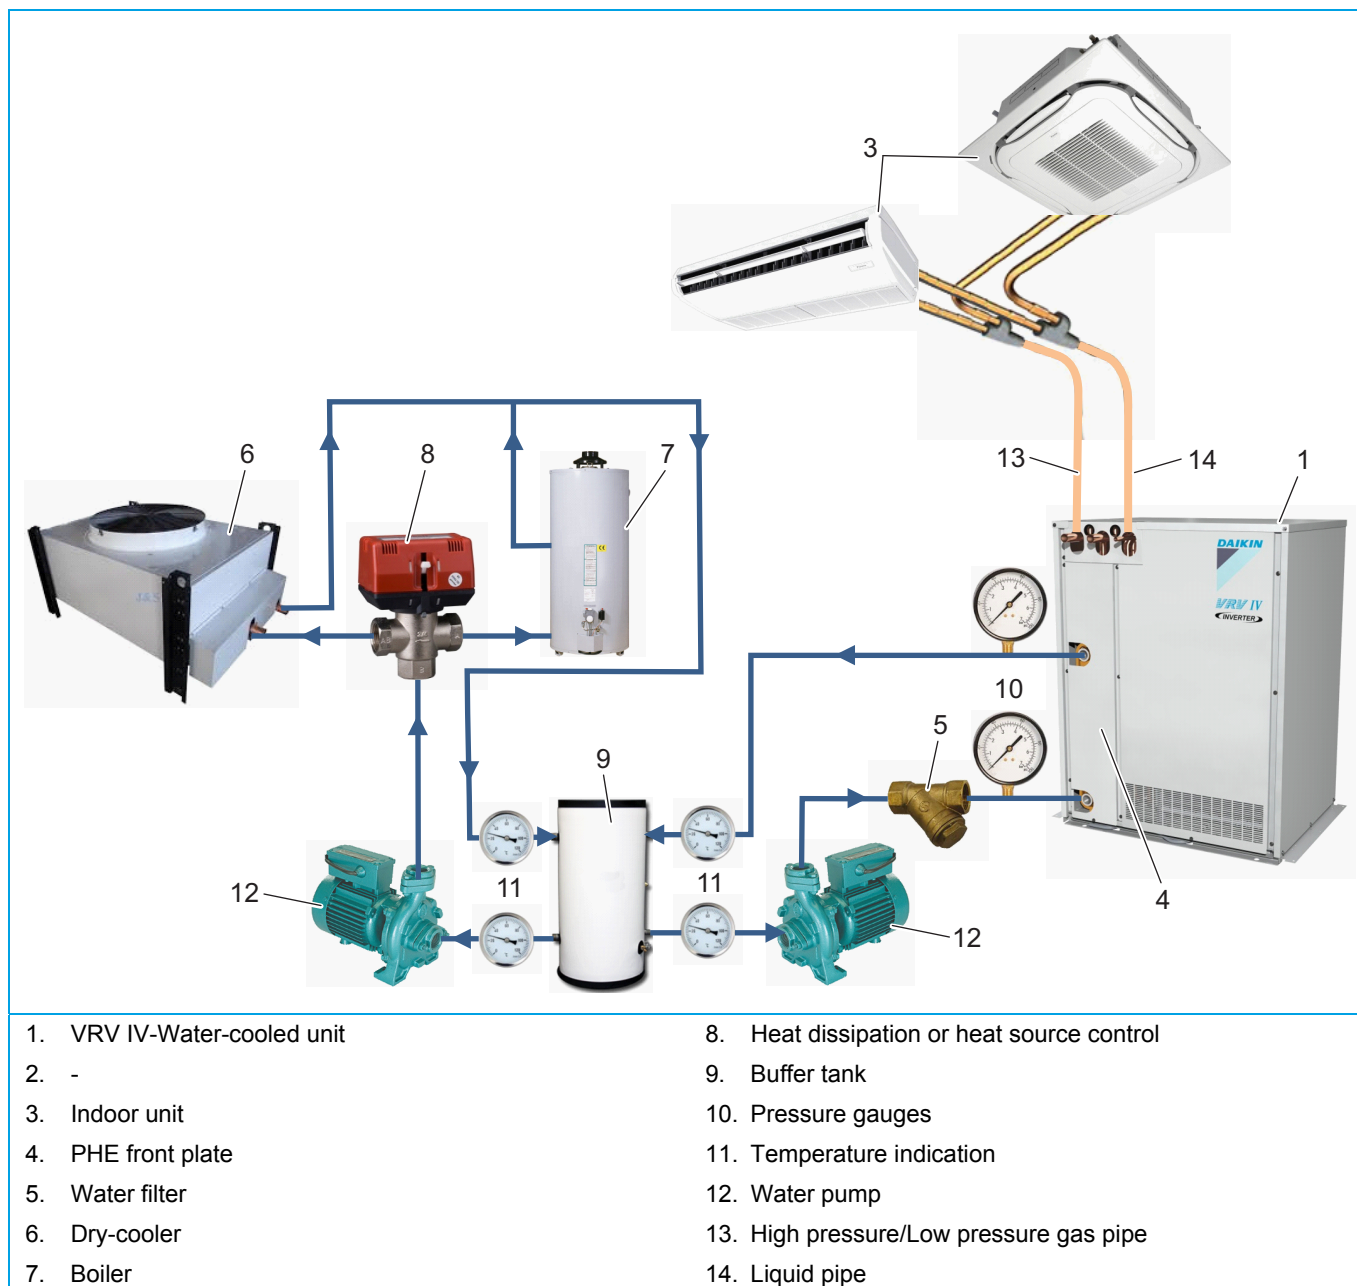 3
6
8
7
13
14
1
DAIKIN
VRV IV
INVERTER
10
5
9
12
11
11
12
4
1. VRV IV-Water-cooled unit
2. -
3. Indoor unit
4. PHE front plate
5. Water filter
6. Dry-cooler
7. Boiler
8. Heat dissipation or heat source control
9. Buffer tank
10. Pressure gauges
11. Temperature indication
12. Water pump
13. High pressure/Low pressure gas pipe
14. Liquid pipe